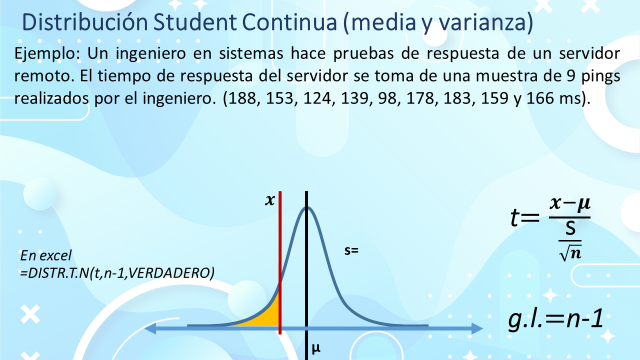 Distribución Student Continua (media y varianza)
Ejemplo: Un ingeniero en sistemas hace pruebas de respuesta de un servidor
remoto. El tiempo de respuesta del servidor se toma de una muestra de 9 pings
realizados por el ingeniero. (188, 153, 124, 139, 98, 178, 183, 159 y 166 ms).
x
s=
t= x−μ
S
√n
En excel
=DISTR.T.N(t,n-1,VERDADERO)
g.l.=n-1
μ